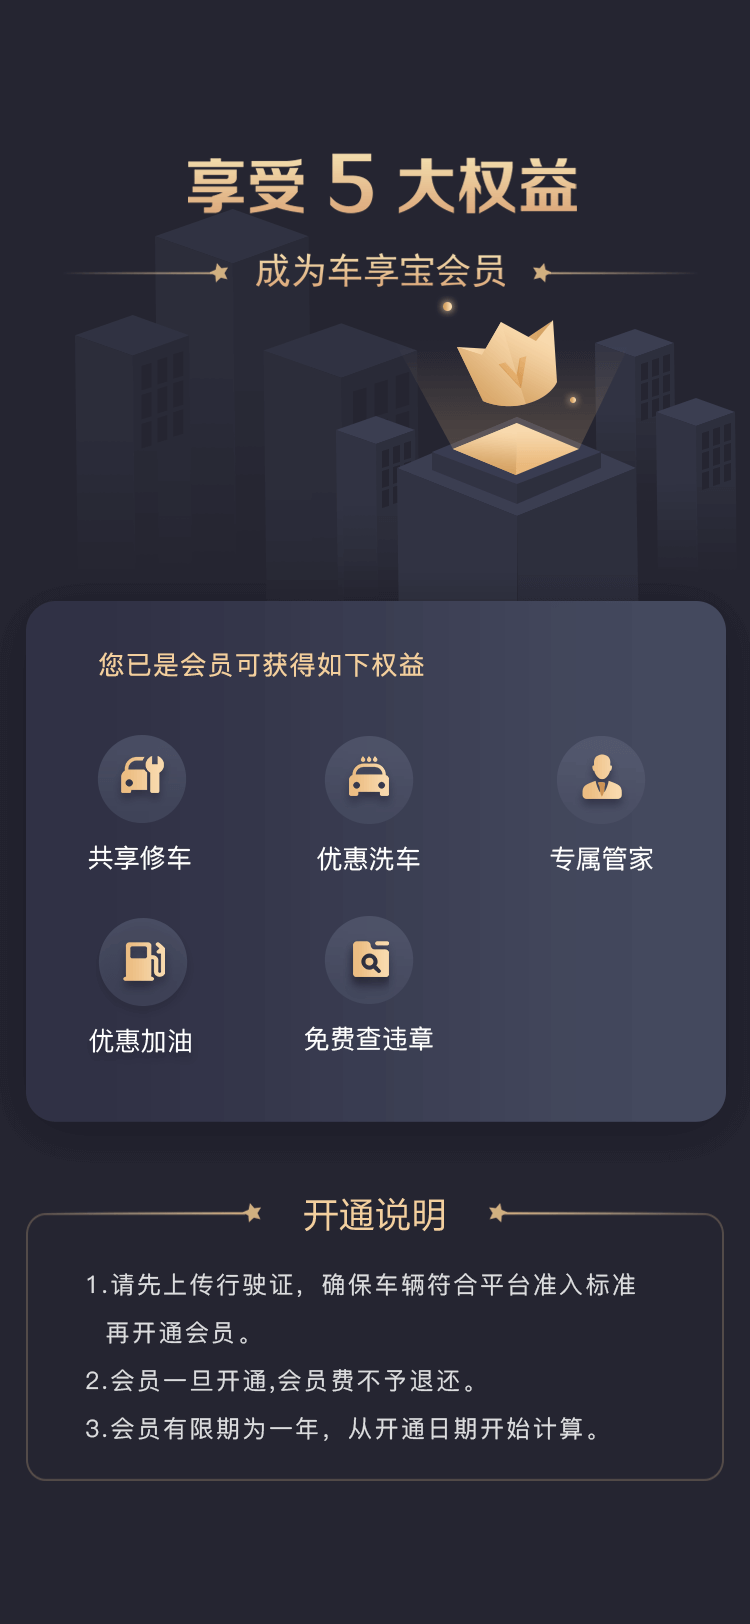 享受 5 大权益
成为车享宝会员
您已是会员可获得如下权益
共享修车
优惠洗车
专属管家
优惠加油
免费查违章
开通说明
1.请先上传行驶证，确保车辆符合平台准入标准
再开通会员。
2.会员一旦开通,会员费不予退还。
3.会员有限期为一年，从开通日期开始计算。